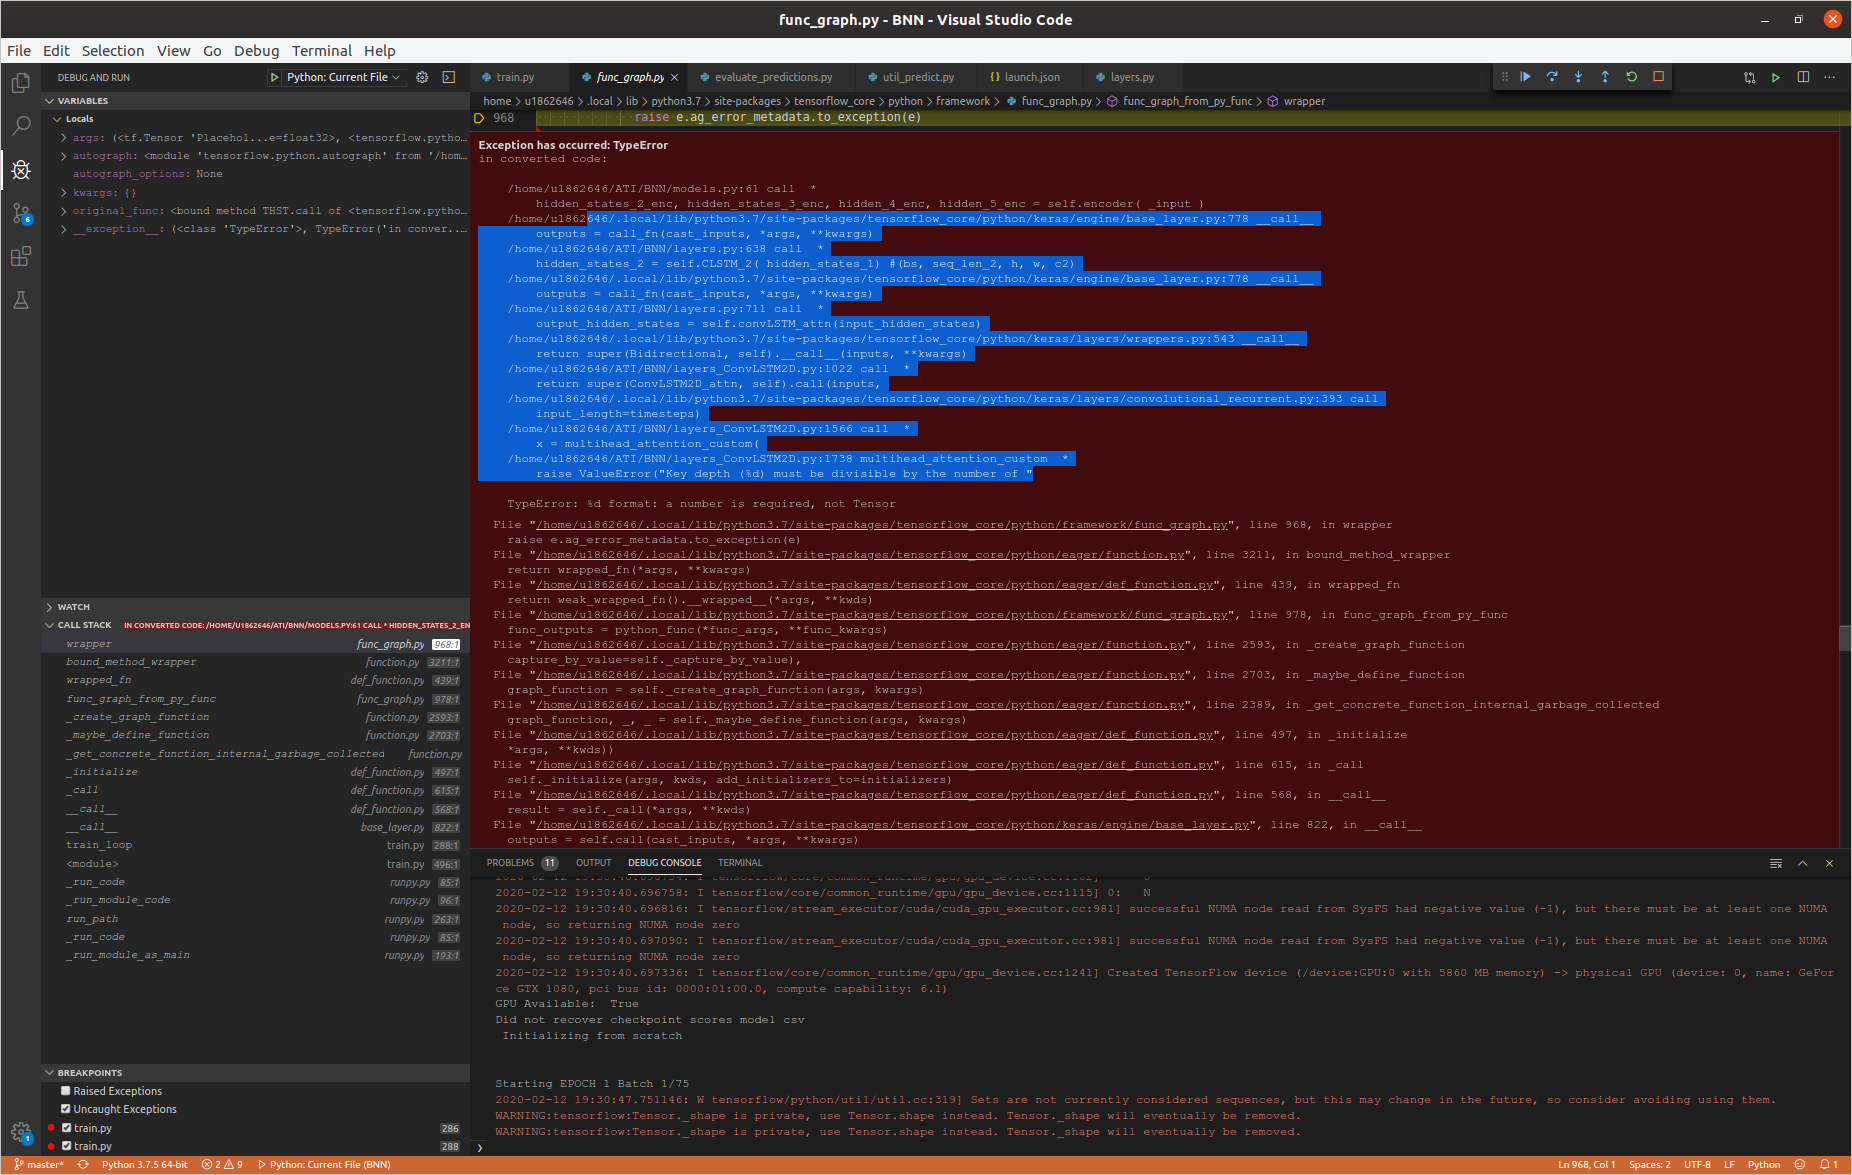 func_graph.py - BNN - Visual Studio Code
File Edit Selection View Go Debug Terminal Help
DEBUG AND RUN
Python: Current File
train.py
func_graph.py
evaluate_predictions.py
util_predict.py
launch.json
layers.py
home > u1862646 > .local > lib > python3.7 > site-packages > tensorflow_core > python > framework > func_graph.py > func_graph_from_py_func > wrapper
VARIABLES
Locals
args: (<tf.Tensor 'Placehol...e=float32>, <tensorflow.pytho...
autograph: <module 'tensorflow.python.autograph' from '/hom...
autograph_options: None
kwargs: {}
original_func: <bound method THST.call of <tensorflow.pytho...
__exception__: (<class 'TypeError'>, TypeError('in conver...
6
968
raise e.ag_error_metadata.to_exception(e)
Exception has occurred: TypeError
in converted code:
/home/u1862646/ATI/BNN/models.py:61 call *
hidden_states_2_enc, hidden_states_3_enc, hidden_4_enc, hidden_5_enc = self.encoder( _input )
/home/u1862646/.local/lib/python3.7/site-packages/tensorflow_core/python/keras/engine/base_layer.py:778 __call__
outputs = call_fn(cast_inputs, *args, **kwargs)
/home/u1862646/ATI/BNN/layers.py:638 call *
hidden_states_2 = self.CLSTM_2( hidden_states_1) #(bs, seq_len_2, h, w, c2)
/home/u1862646/.local/lib/python3.7/site-packages/tensorflow_core/python/keras/engine/base_layer.py:778 __call__
outputs = call_fn(cast_inputs, *args, **kwargs)
/home/u1862646/ATI/BNN/layers.py:711 call *
output_hidden_states = self.convLSTM_attn(input_hidden_states)
/home/u1862646/.local/lib/python3.7/site-packages/tensorflow_core/python/keras/layers/wrappers.py:543 __call__
return super(Bidirectional, self).__call__(inputs, **kwargs)
/home/u1862646/ATI/BNN/layers_ConvLSTM2D.py:1022 call *
return super(ConvLSTM2D_attn, self).call(inputs,
/home/u1862646/.local/lib/python3.7/site-packages/tensorflow_core/python/keras/layers/convolutional_recurrent.py:393 call
input_length=timesteps)
/home/u1862646/ATI/BNN/layers_ConvLSTM2D.py:1566 call *
x = multihead_attention_custom(
/home/u1862646/ATI/BNN/layers_ConvLSTM2D.py:1738 multihead_attention_custom *
raise ValueError("Key depth (%d) must be divisible by the number of "
TypeError: %d format: a number is required, not Tensor
File "/home/u1862646/.local/lib/python3.7/site-packages/tensorflow_core/python/framework/func_graph.py", line 968, in wrapper
raise e.ag_error_metadata.to_exception(e)
File "/home/u1862646/.local/lib/python3.7/site-packages/tensorflow_core/python/eager/function.py", line 3211, in bound_method_wrapper
return wrapped_fn(*args, **kwargs)
File "/home/u1862646/.local/lib/python3.7/site-packages/tensorflow_core/python/eager/def_function.py", line 439, in wrapped_fn
return weak_wrapped_fn().__wrapped__(*args, **kwds)
File "/home/u1862646/.local/lib/python3.7/site-packages/tensorflow_core/python/framework/func_graph.py", line 978, in func_graph_from_py_func
func_outputs = python_func(*func_args, **func_kwargs)
File "/home/u1862646/.local/lib/python3.7/site-packages/tensorflow_core/python/eager/function.py", line 2593, in _create_graph_function
capture_by_value=self._capture_by_value),
File "/home/u1862646/.local/lib/python3.7/site-packages/tensorflow_core/python/eager/function.py", line 2703, in _maybe_define_function
graph_function = self._create_graph_function(args, kwargs)
File "/home/u1862646/.local/lib/python3.7/site-packages/tensorflow_core/python/eager/function.py", line 2389, in _get_concrete_function_internal_garbage_collected
graph_function, _, _ = self._maybe_define_function(args, kwargs)
File "/home/u1862646/.local/lib/python3.7/site-packages/tensorflow_core/python/eager/def_function.py", line 497, in _initialize
*args, **kwds))
File "/home/u1862646/.local/lib/python3.7/site-packages/tensorflow_core/python/eager/def_function.py", line 615, in _call
self._initialize(args, kwds, add_initializers_to=initializers)
File "/home/u1862646/.local/lib/python3.7/site-packages/tensorflow_core/python/eager/def_function.py", line 568, in __call__
result = self._call(*args, **kwds)
File "/home/u1862646/.local/lib/python3.7/site-packages/tensorflow_core/python/keras/engine/base_layer.py", line 822, in __call__
outputs = self.call(cast_inputs, *args, **kwargs)
WATCH
CALL STACK IN CONVERTED CODE: /HOME/U1862646/ATI/BNN/MODELS.PY:61 CALL * HIDDEN_STATES_2_EN
wrapper func_graph.py 968:1
bound_method_wrapper function.py 3211:1
wrapped_fn def_function.py 439:1
func_graph_from_py_func func_graph.py 978:1
_create_graph_function function.py 2593:1
_maybe_define_function function.py 2703:1
_get_concrete_function_internal_garbage_collected function.py
_initialize def_function.py 497:1
_call def_function.py 615:1
__call__ def_function.py 568:1
__call__ base_layer.py 822:1
train_loop train.py 288:1
<module> train.py 496:1
_run_code runpy.py 85:1
_run_module_code runpy.py 96:1
run_path runpy.py 263:1
_run_code runpy.py 85:1
_run_module_as_main runpy.py 193:1
BREAKPOINTS
Raised Exceptions
Uncaught Exceptions
train.py 286
train.py 288
1
PROBLEMS 11 OUTPUT DEBUG CONSOLE TERMINAL
2020-02-12 19:30:40.696758: I tensorflow/core/common_runtime/gpu/gpu_device.cc:1115] 0: N
2020-02-12 19:30:40.696816: I tensorflow/stream_executor/cuda/cuda_gpu_executor.cc:981] successful NUMA node read from SysFS had negative value (-1), but there must be at least one NUMA
node, so returning NUMA node zero
2020-02-12 19:30:40.697090: I tensorflow/stream_executor/cuda/cuda_gpu_executor.cc:981] successful NUMA node read from SysFS had negative value (-1), but there must be at least one NUMA
node, so returning NUMA node zero
2020-02-12 19:30:40.697336: I tensorflow/core/common_runtime/gpu/gpu_device.cc:1241] Created TensorFlow device (/device:GPU:0 with 5860 MB memory) -> physical GPU (device: 0, name: GeFor
ce GTX 1080, pci bus id: 0000:01:00.0, compute capability: 6.1)
GPU Available: True
Did not recover checkpoint scores model csv
Initializing from scratch
Starting EPOCH 1 Batch 1/75
2020-02-12 19:30:47.751146: W tensorflow/python/util/util.cc:319] Sets are not currently considered sequences, but this may change in the future, so consider avoiding using them.
WARNING:tensorflow:Tensor._shape is private, use Tensor.shape instead. Tensor._shape will eventually be removed.
WARNING:tensorflow:Tensor._shape is private, use Tensor.shape instead. Tensor._shape will eventually be removed.
master* Python 3.7.5 64-bit 2 9 Python: Current File (BNN) Ln 968, Col 1 Spaces: 2 UTF-8 LF Python 1